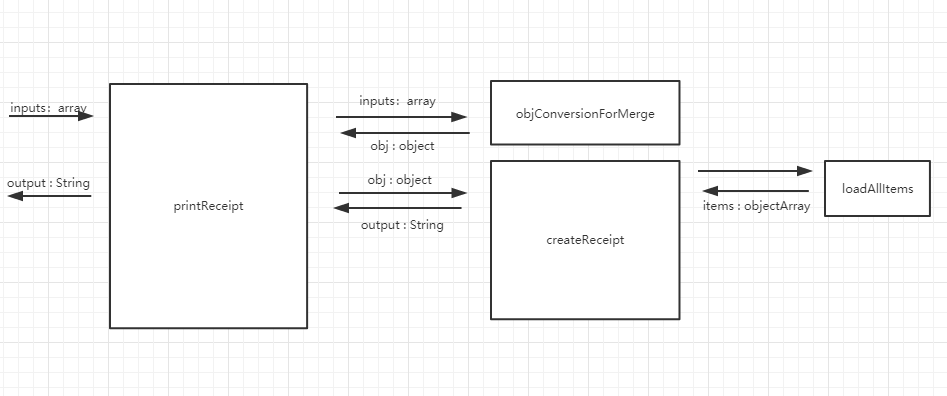 inputs: array
output : String
printReceipt
inputs: array
obj : object
obj : object
output : String
objConversionForMerge
createReceipt
items : objectArray
loadAllItems